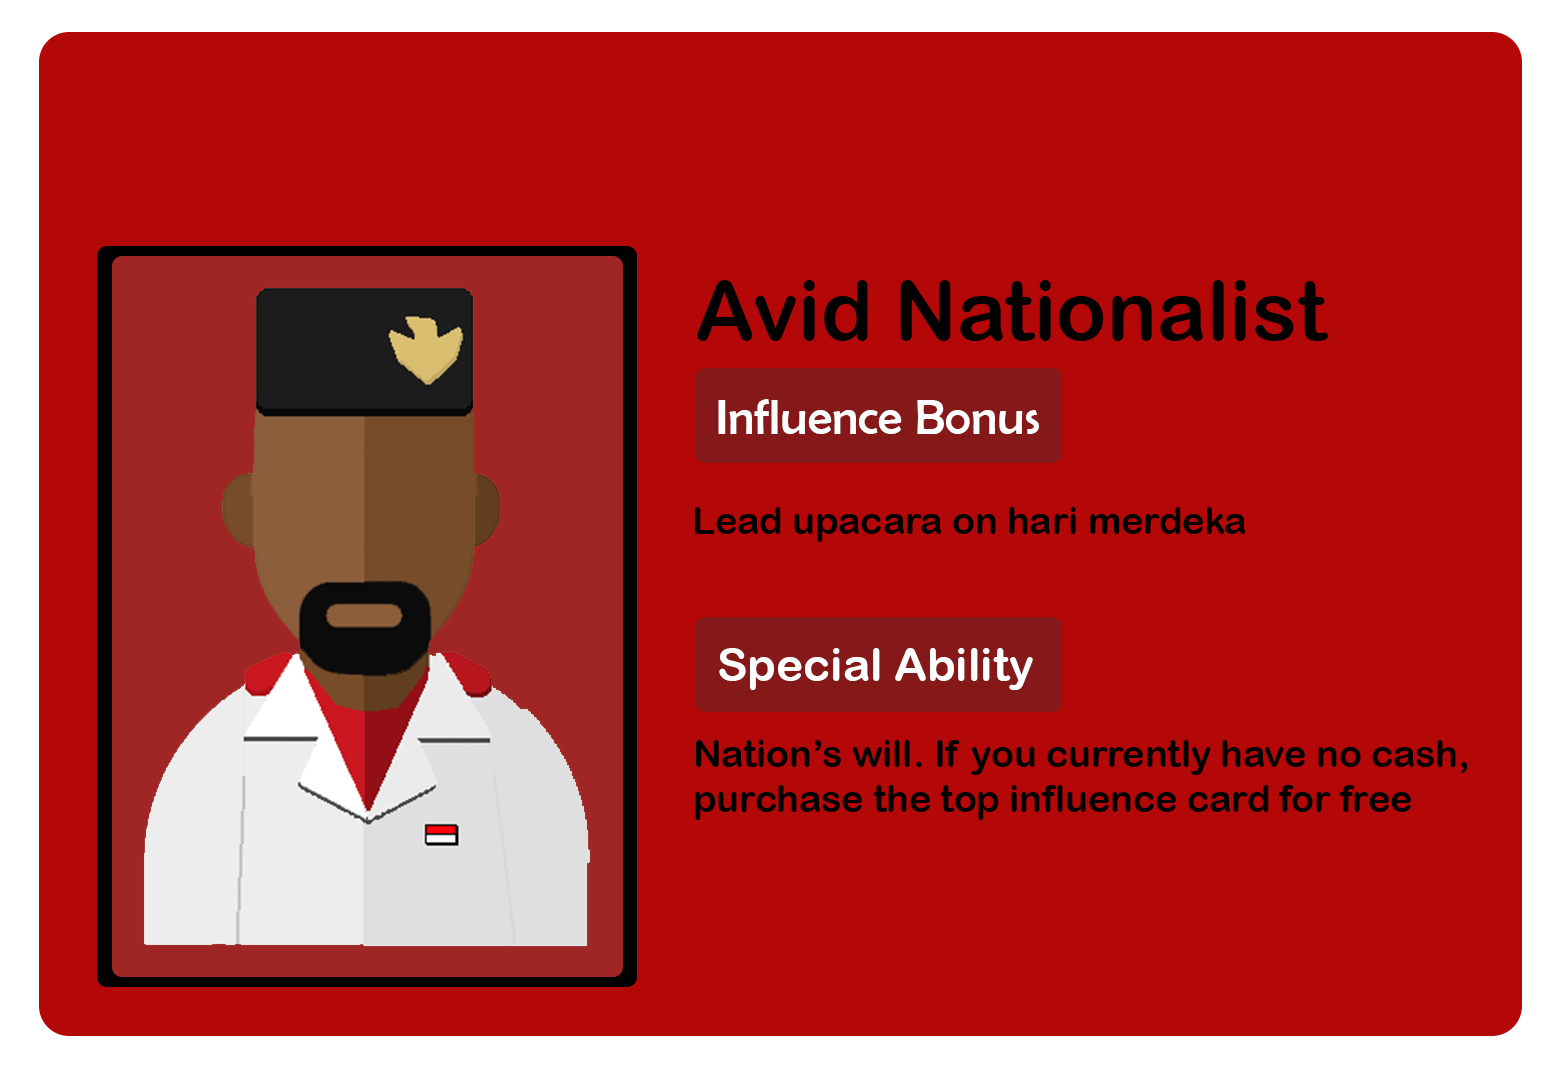 Avid Nationalist
Influence Bonus
Lead upacara on hari merdeka
Special Ability
Nation’s will. If you currently have no cash,
purchase the top influence card for free